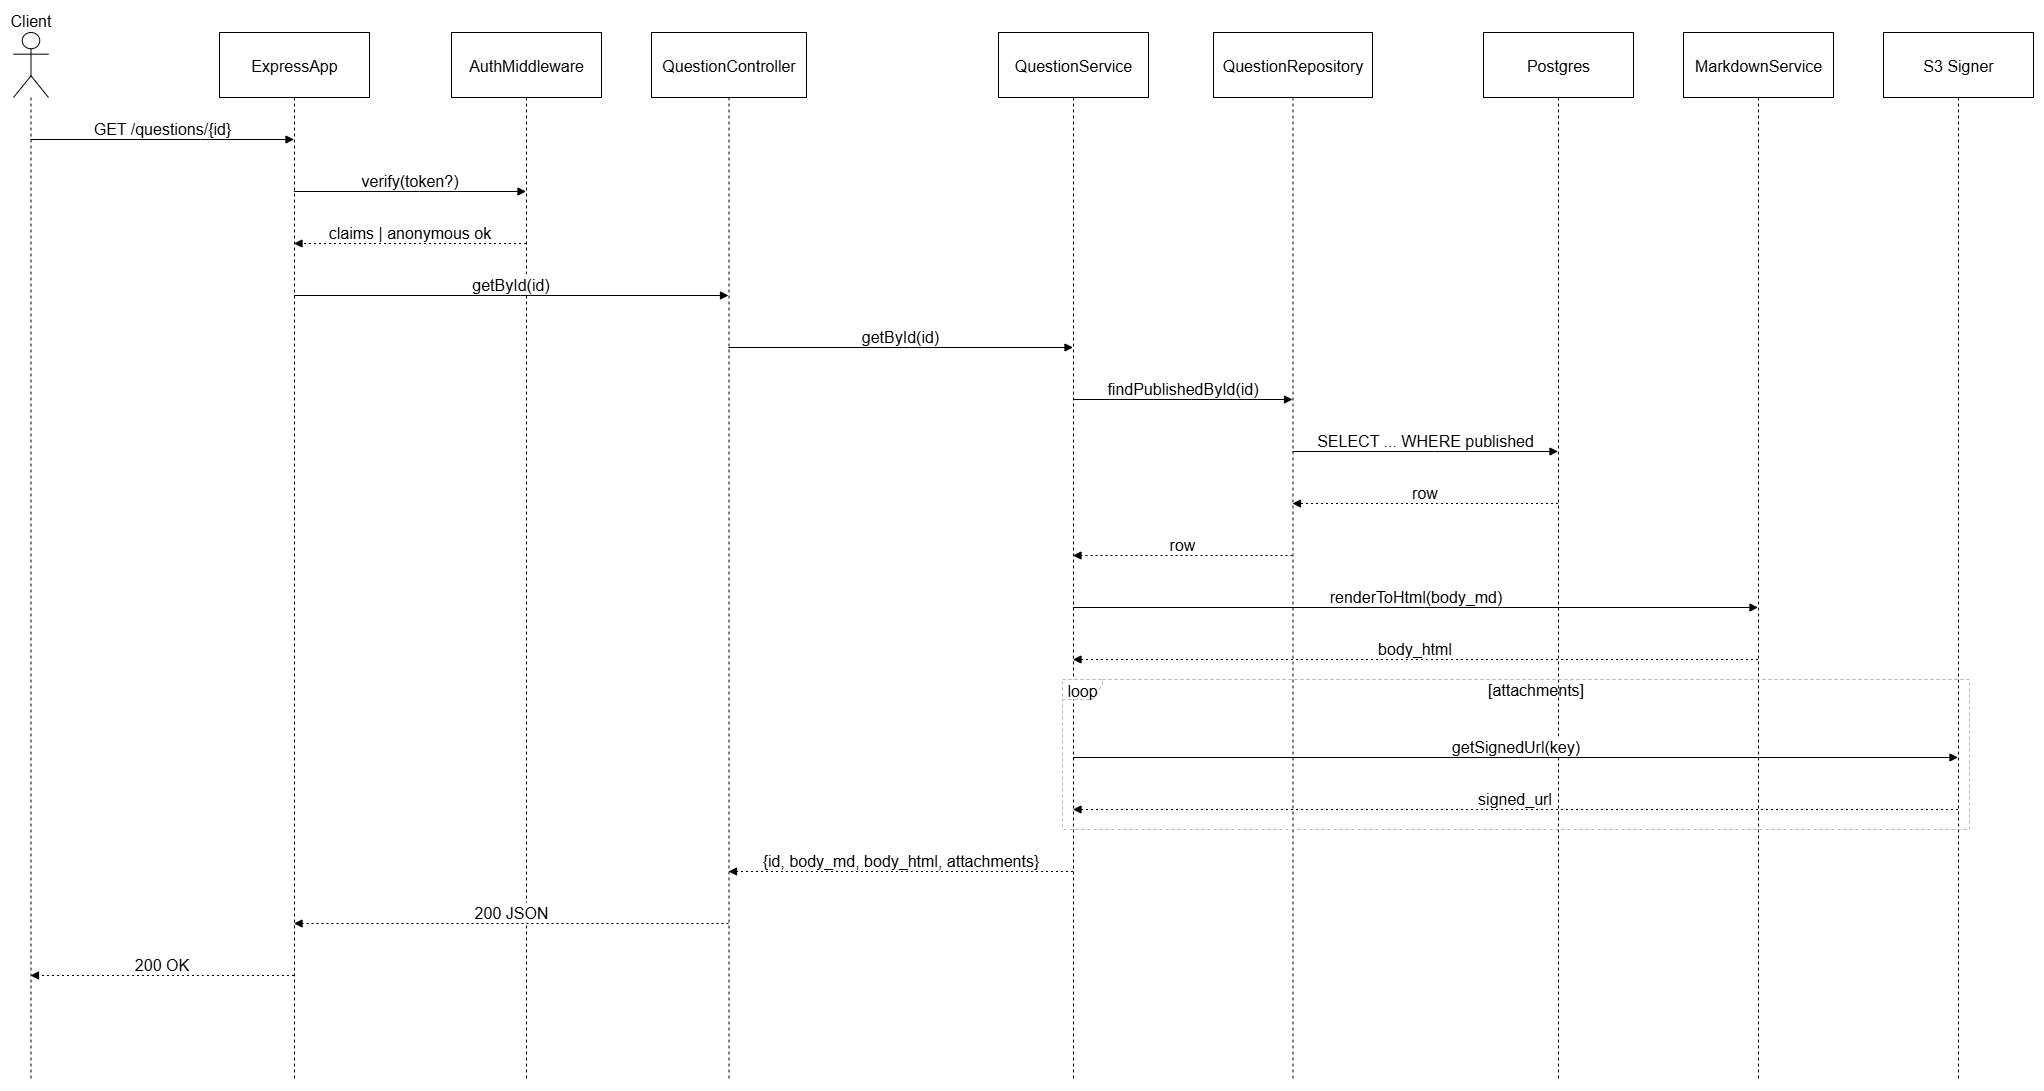 Client
ExpressApp
AuthMiddleware
QuestionController
QuestionService
QuestionRepository
Postgres
MarkdownService
S3 Signer
GET /questions/{id}
verify(token?)
claims | anonymous ok
getById(id)
getById(id)
findPublishedById(id)
SELECT ... WHERE published
row
row
renderToHtml(body_md)
body_html
loop
[attachments]
getSignedUrl(key)
signed_url
{id, body_md, body_html, attachments}
200 JSON
200 OK